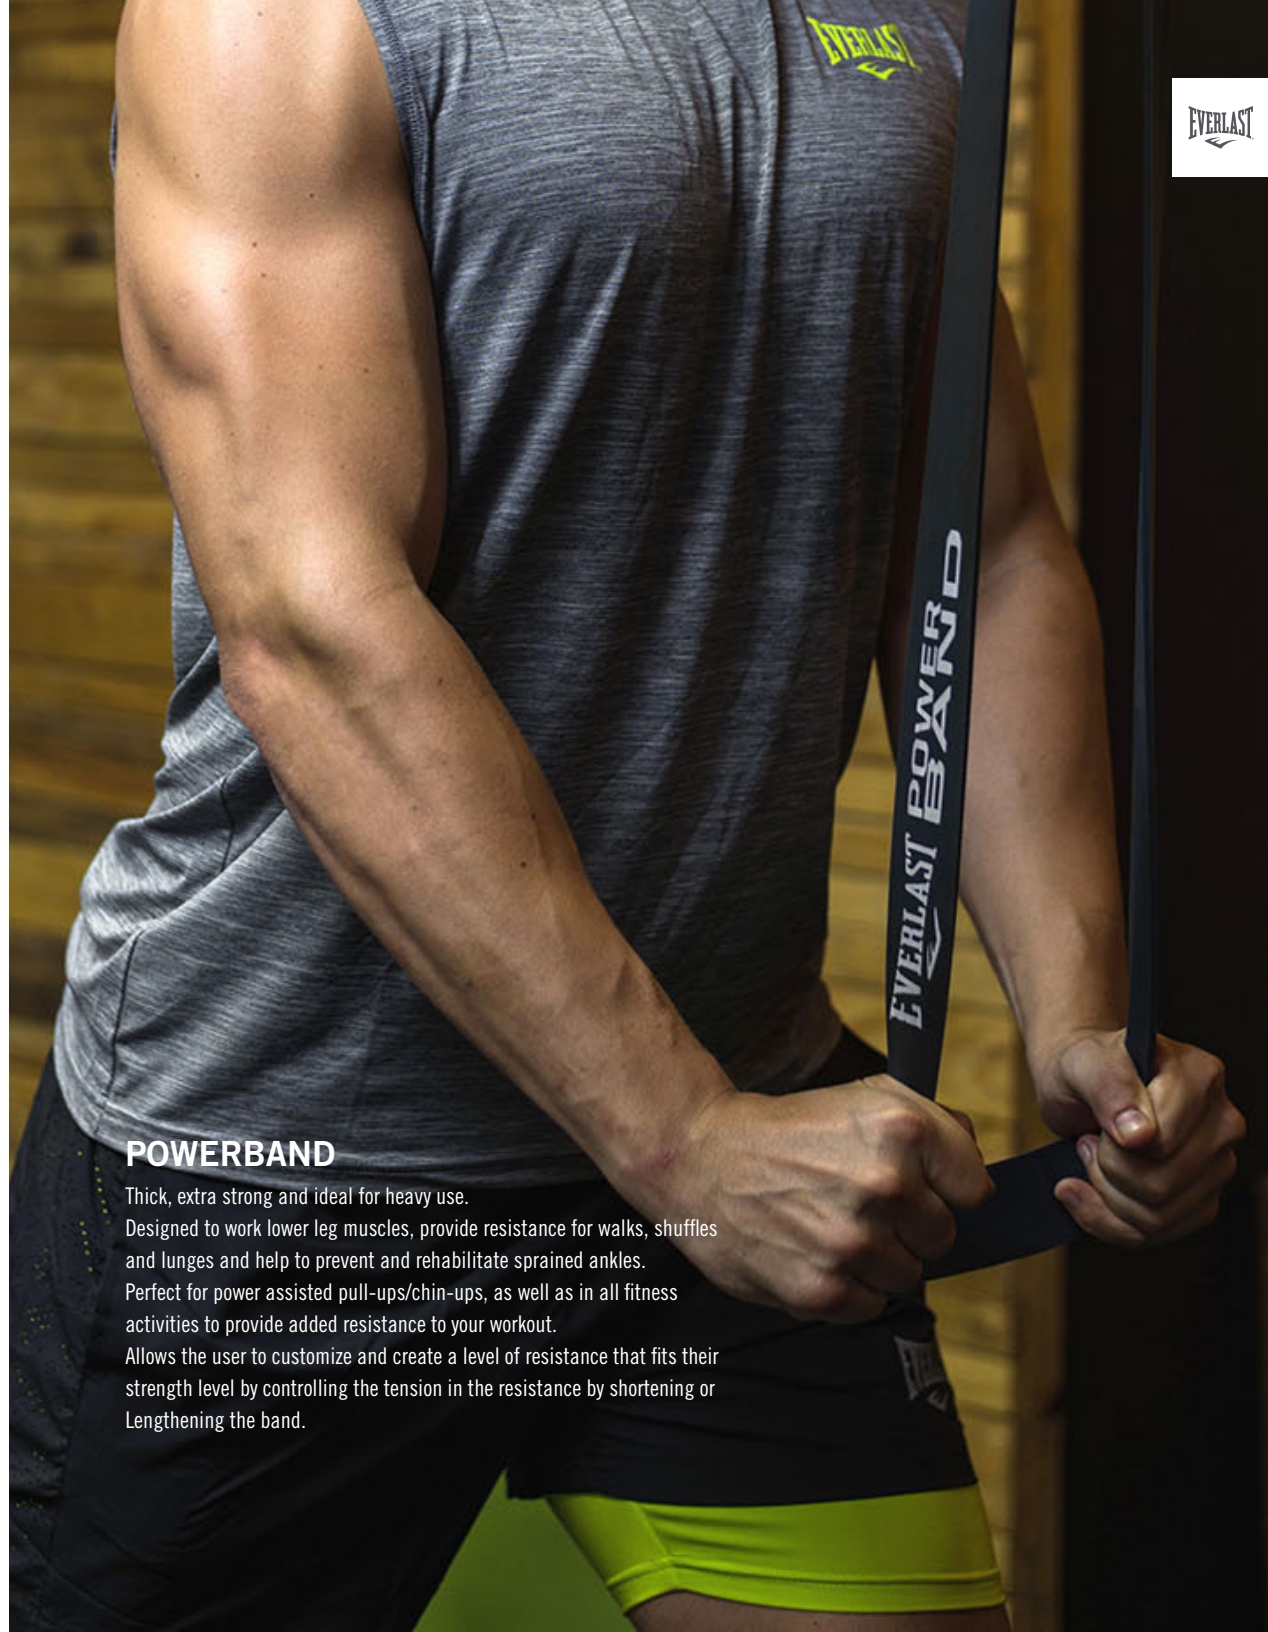 EVERLAST
EVERLAST
EVERLAST POWER BAND
POWERBAND
Thick, extra strong and ideal for heavy use.
Designed to work lower leg muscles, provide resistance for walks, shuffles
and lunges and help to prevent and rehabilitate sprained ankles.
Perfect for power assisted pull-ups/chin-ups, as well as in all fitness
activities to provide added resistance to your workout.
Allows the user to customize and create a level of resistance that fits their
strength level by controlling the tension in the resistance by shortening or
Lengthening the band.